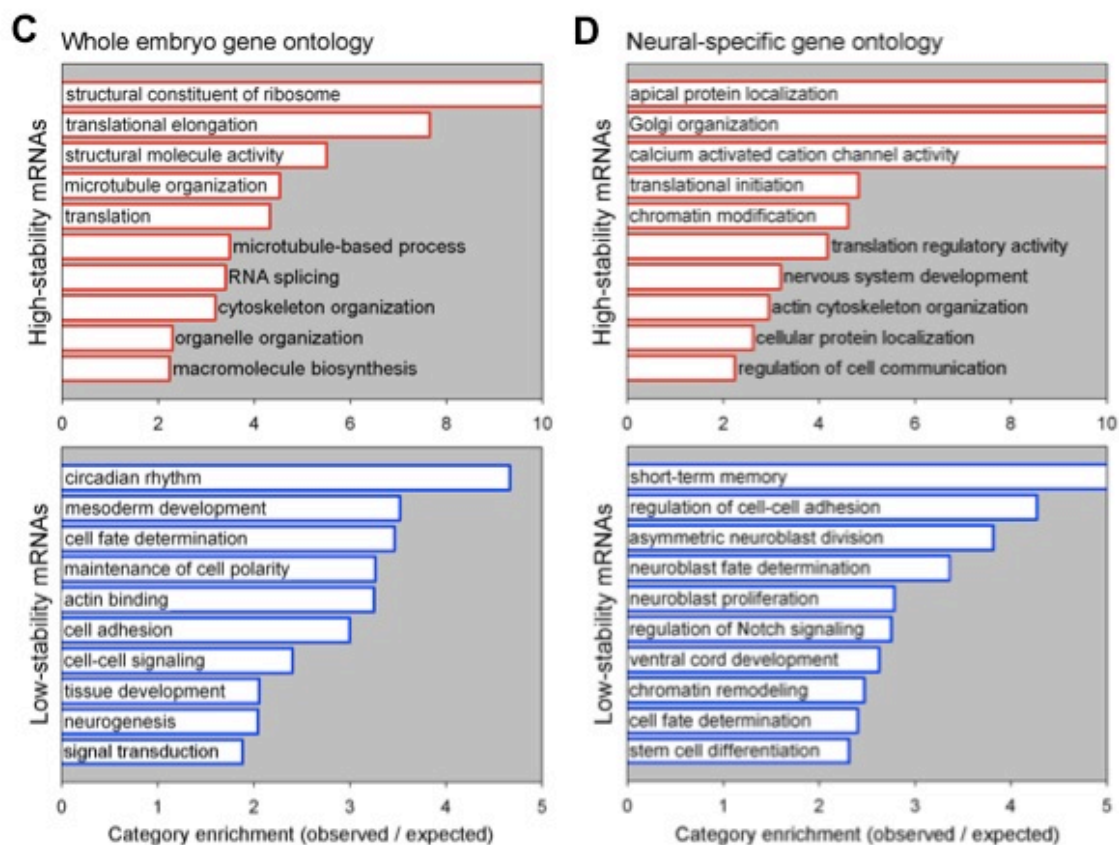 C
Whole embryo gene ontology
High-stability mRNAs
structural constituent of ribosome
translational elongation
structural molecule activity
microtubule organization
translation
microtubule-based process
RNA splicing
cytoskeleton organization
organelle organization
macromolecule biosynthesis
0 2 4 6 8 10
Low-stability mRNAs
circadian rhythm
mesoderm development
cell fate determination
maintenance of cell polarity
actin binding
cell adhesion
cell-cell signaling
tissue development
neurogenesis
signal transduction
0 1 2 3 4 5
Category enrichment (observed / expected)
D
Neural-specific gene ontology
High-stability mRNAs
apical protein localization
Golgi organization
calcium activated cation channel activity
translational initiation
chromatin modification
translation regulatory activity
nervous system development
actin cytoskeleton organization
cellular protein localization
regulation of cell communication
0 2 4 6 8 10
Low-stability mRNAs
short-term memory
regulation of cell-cell adhesion
asymmetric neuroblast division
neuroblast fate determination
neuroblast proliferation
regulation of Notch signaling
ventral cord development
chromatin remodeling
cell fate determination
stem cell differentiation
0 1 2 3 4 5
Category enrichment (observed / expected)